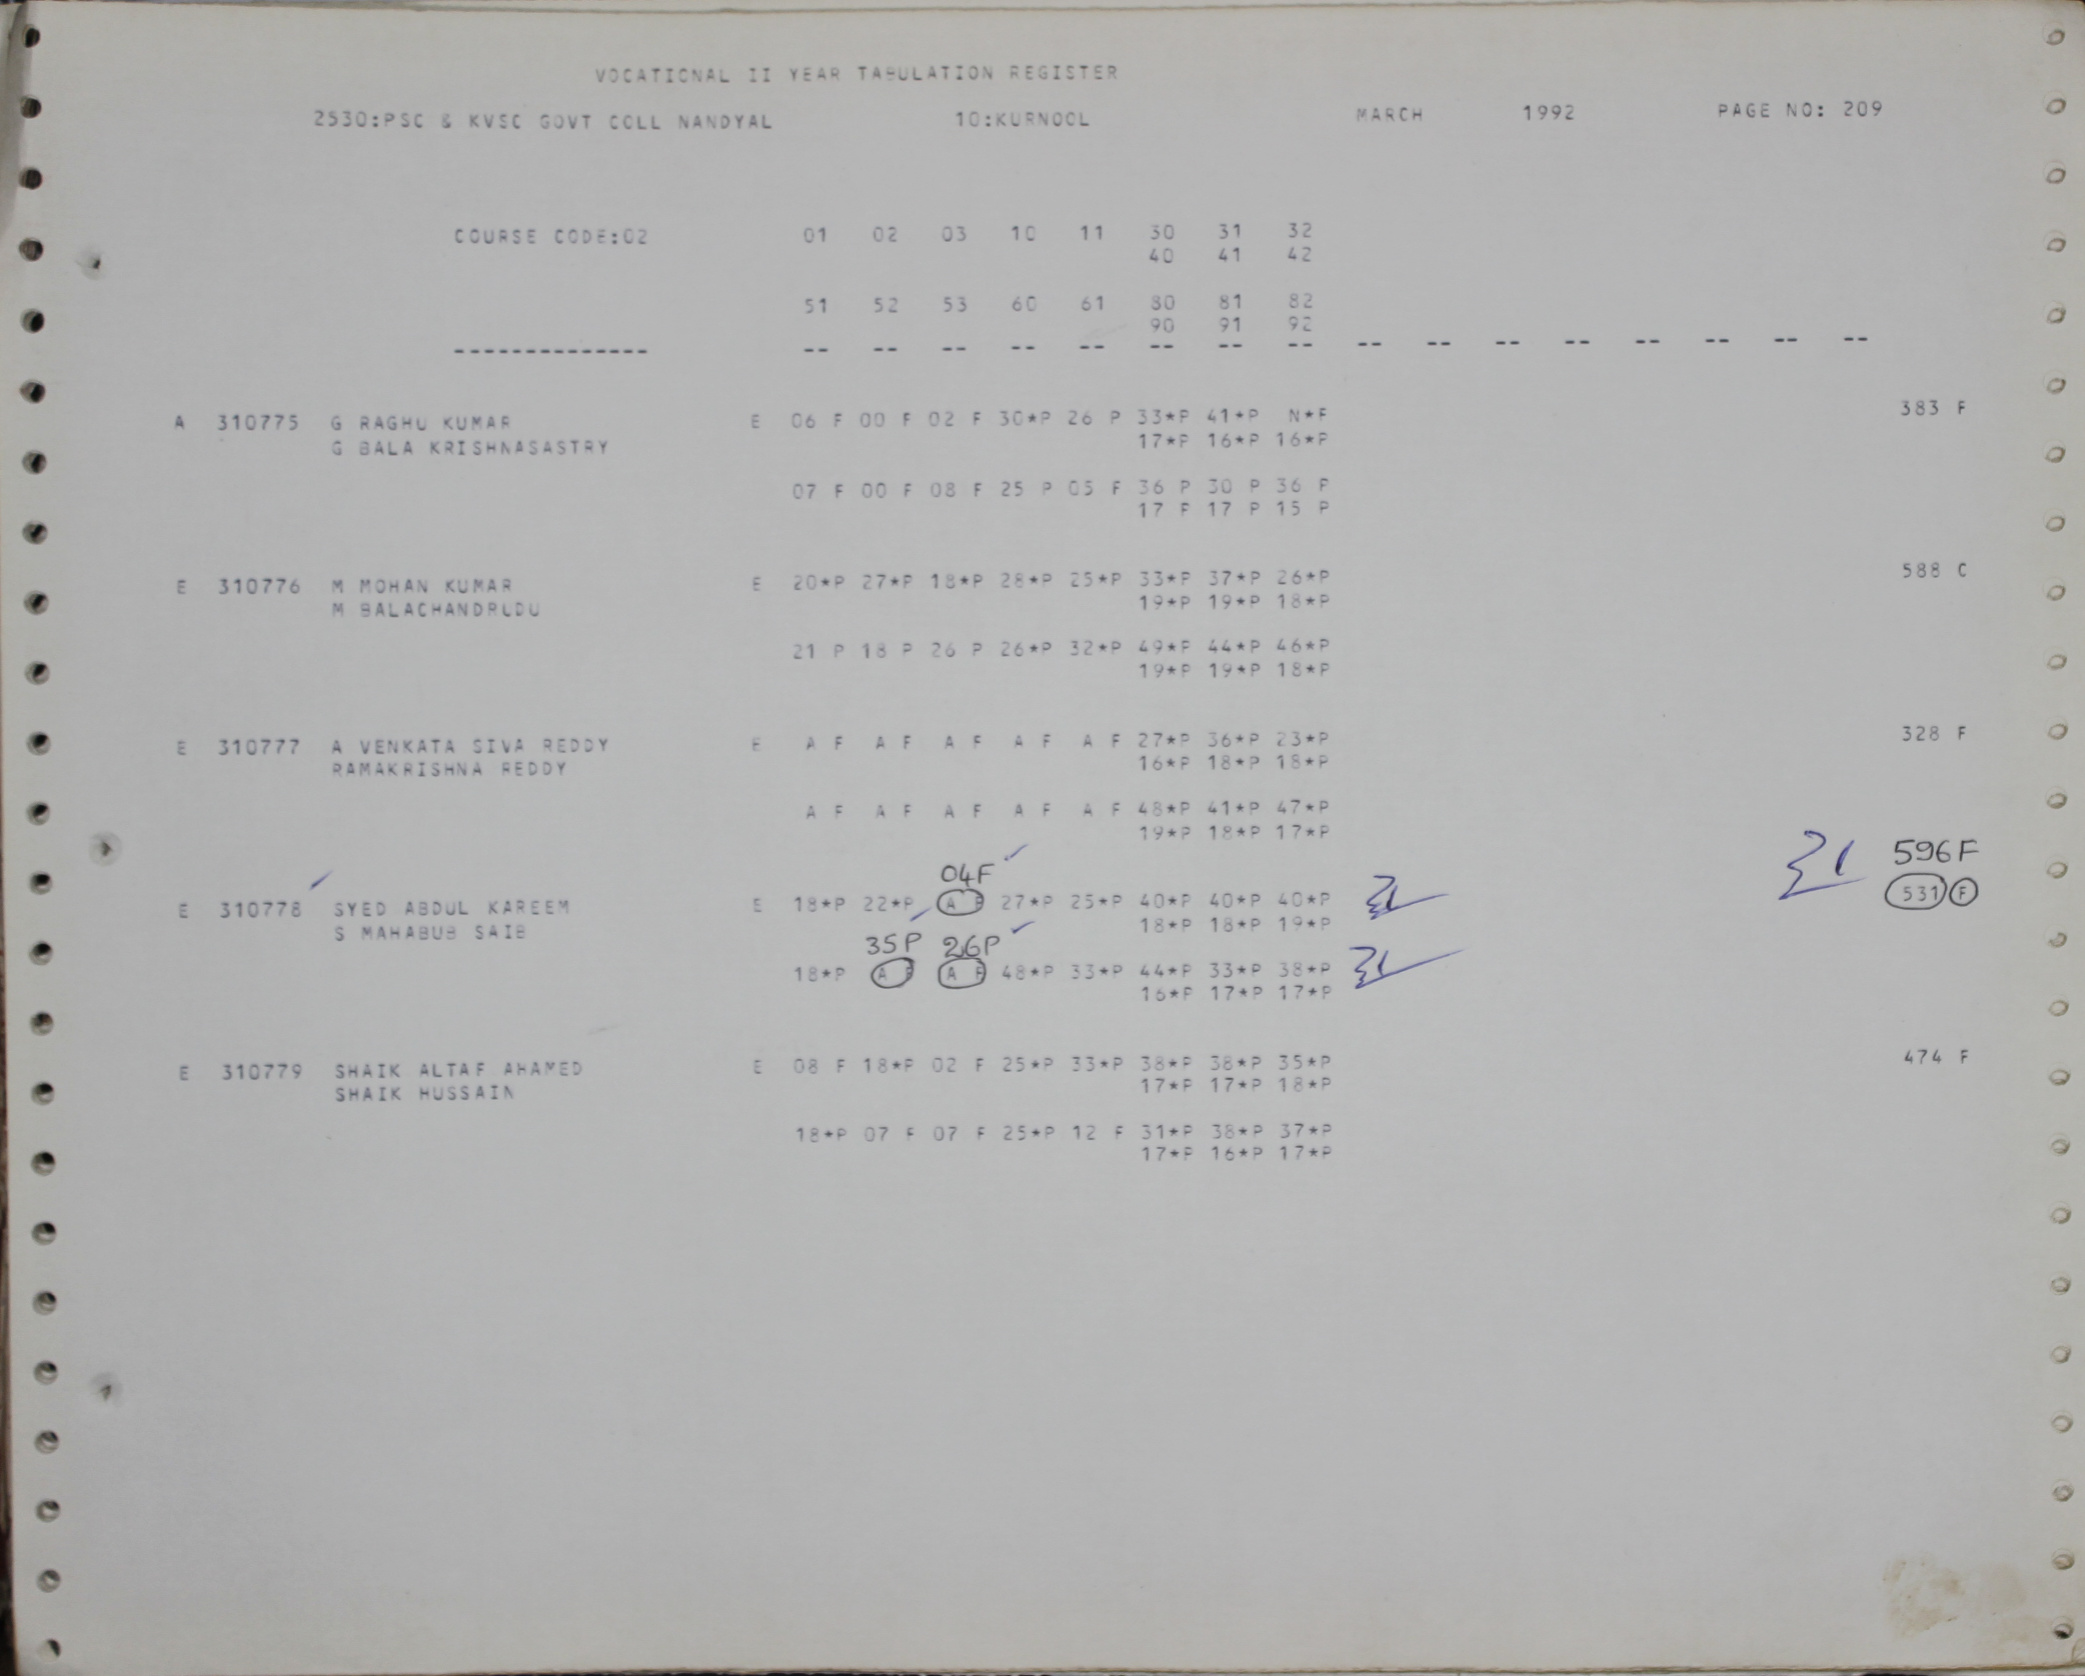 VOCATIONAL II YEAR TABULATION REGISTER
2530:PSC & KVSC GOVT COLL NANDYAL 10:KURNOOL MARCH 1992 PAGE NO: 209
COURSE CODE:02 01 02 03 10 11 30 31 32
40 41 42
51 52 53 60 61 80 81 82
90 91 92
-------------- -- -- -- -- -- -- -- -- -- -- -- -- -- -- -- --
A 310775 G RAGHU KUMAR E 06 F 00 F 02 F 30*P 26 P 33*P 41*P N*F 383 F
G BALA KRISHNASASTRY 17*P 16*P 16*P
07 F 00 F 08 F 25 P 05 F 36 P 30 P 36 P
17 P 17 P 15 P
E 310776 M MOHAN KUMAR E 20*P 27*P 18*P 28*P 25*P 33*P 37*P 26*P 588 C
M BALACHANDRUDU 19*P 19*P 18*P
21 P 18 P 26 P 26*P 32*P 49*P 44*P 46*P
19*P 19*P 18*P
E 310777 A VENKATA SIVA REDDY E A F A F A F A F A F 27*P 36*P 23*P 328 F
RAMAKRISHNA REDDY 16*P 18*P 18*P
A F A F A F A F A F 48*P 41*P 47*P
19*P 18*P 17*P
04F 596F
E 310778 SYED ABDUL KAREEM E 18*P 22*P A F 27*P 25*P 40*P 40*P 40*P 531 F
S MAHABUB SAIB 18*P 18*P 19*P
35P 26P
18*P A F A F 48*P 33*P 44*P 33*P 38*P
16*P 17*P 17*P
E 310779 SHAIK ALTAF AHAMED E 08 F 18*P 02 F 25*P 33*P 38*P 38*P 35*P 474 F
SHAIK HUSSAIN 17*P 17*P 18*P
18*P 07 F 07 F 25*P 12 F 31*P 38*P 37*P
17*P 16*P 17*P